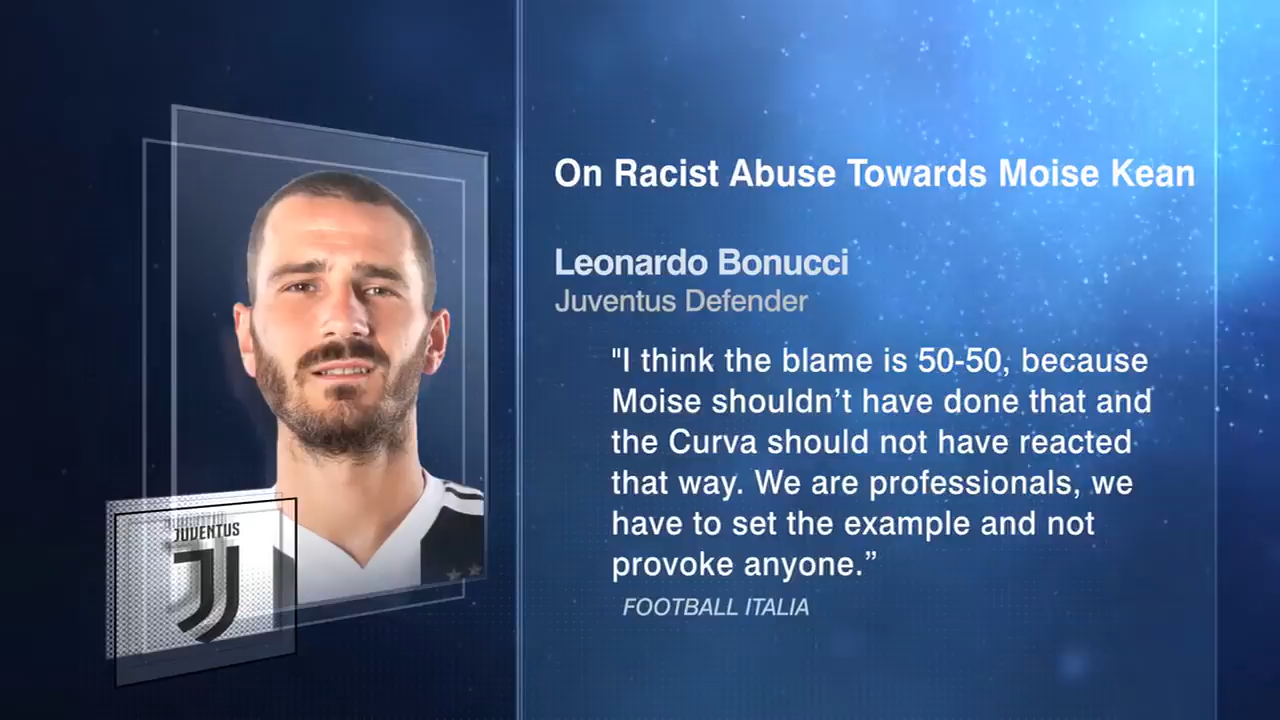 On Racist Abuse Towards Moise Kean
Leonardo Bonucci
Juventus Defender
"I think the blame is 50-50, because
Moise shouldn’t have done that and
the Curva should not have reacted
that way. We are professionals, we
have to set the example and not
provoke anyone.”
FOOTBALL ITALIA
JUVENTUS